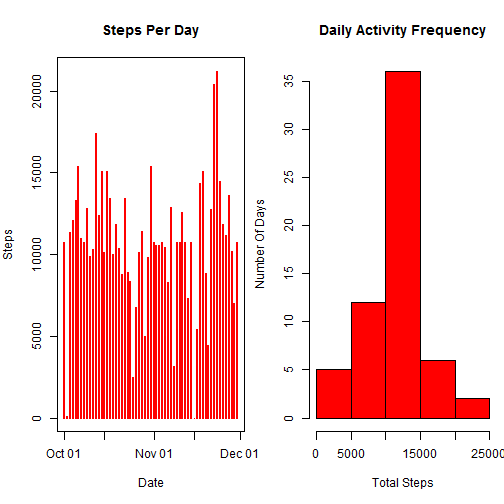 Steps Per Day
Steps
0
5000
10000
15000
20000
Oct 01
Nov 01
Dec 01
Date
Daily Activity Frequency
Number Of Days
0
5
10
15
20
25
30
35
0
5000
15000
25000
Total Steps